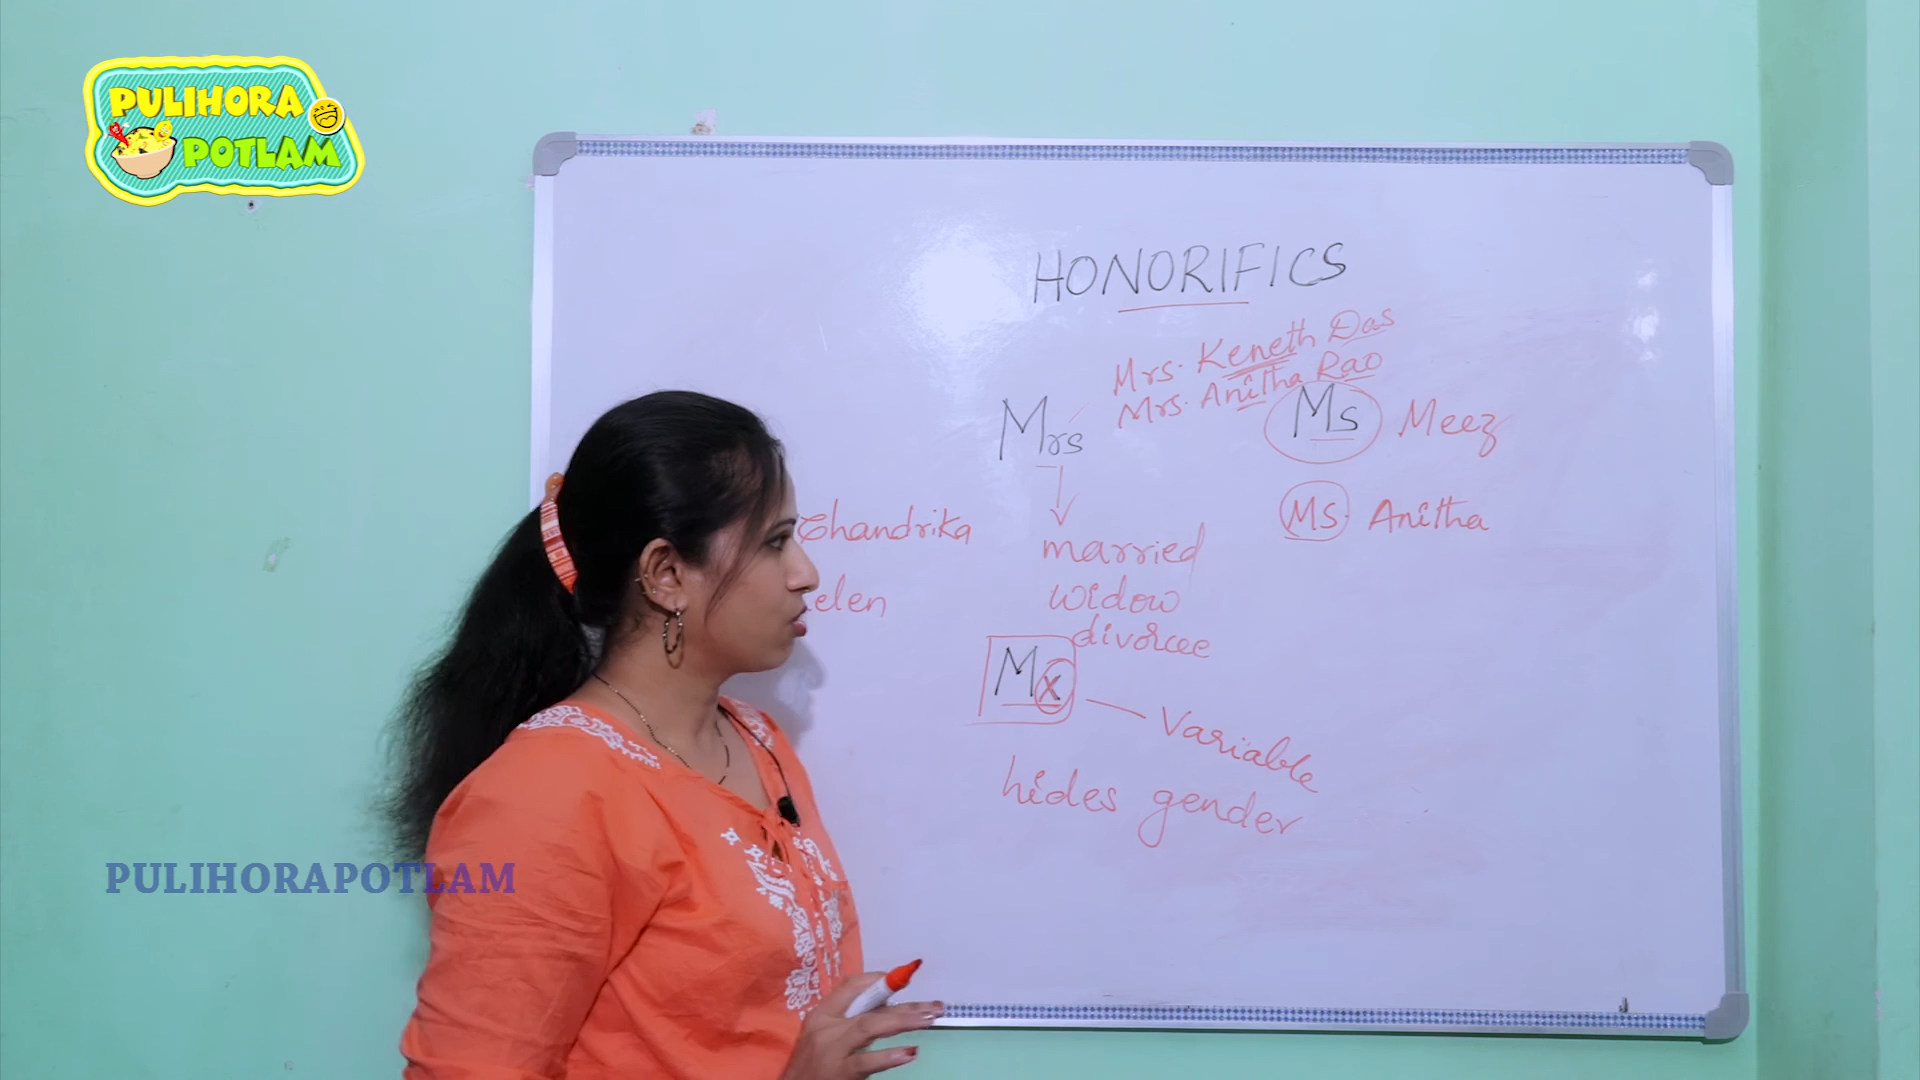 PULIHORA
POTLAM
HONORIFICS
Mrs. Keneth Das
Mrs. Anitha Rao
Mrs
Ms Meez
Chandrika
Ms. Anitha
married
widow
divorcee
Mx
Variable
hides gender
PULIHORAPOTLAM